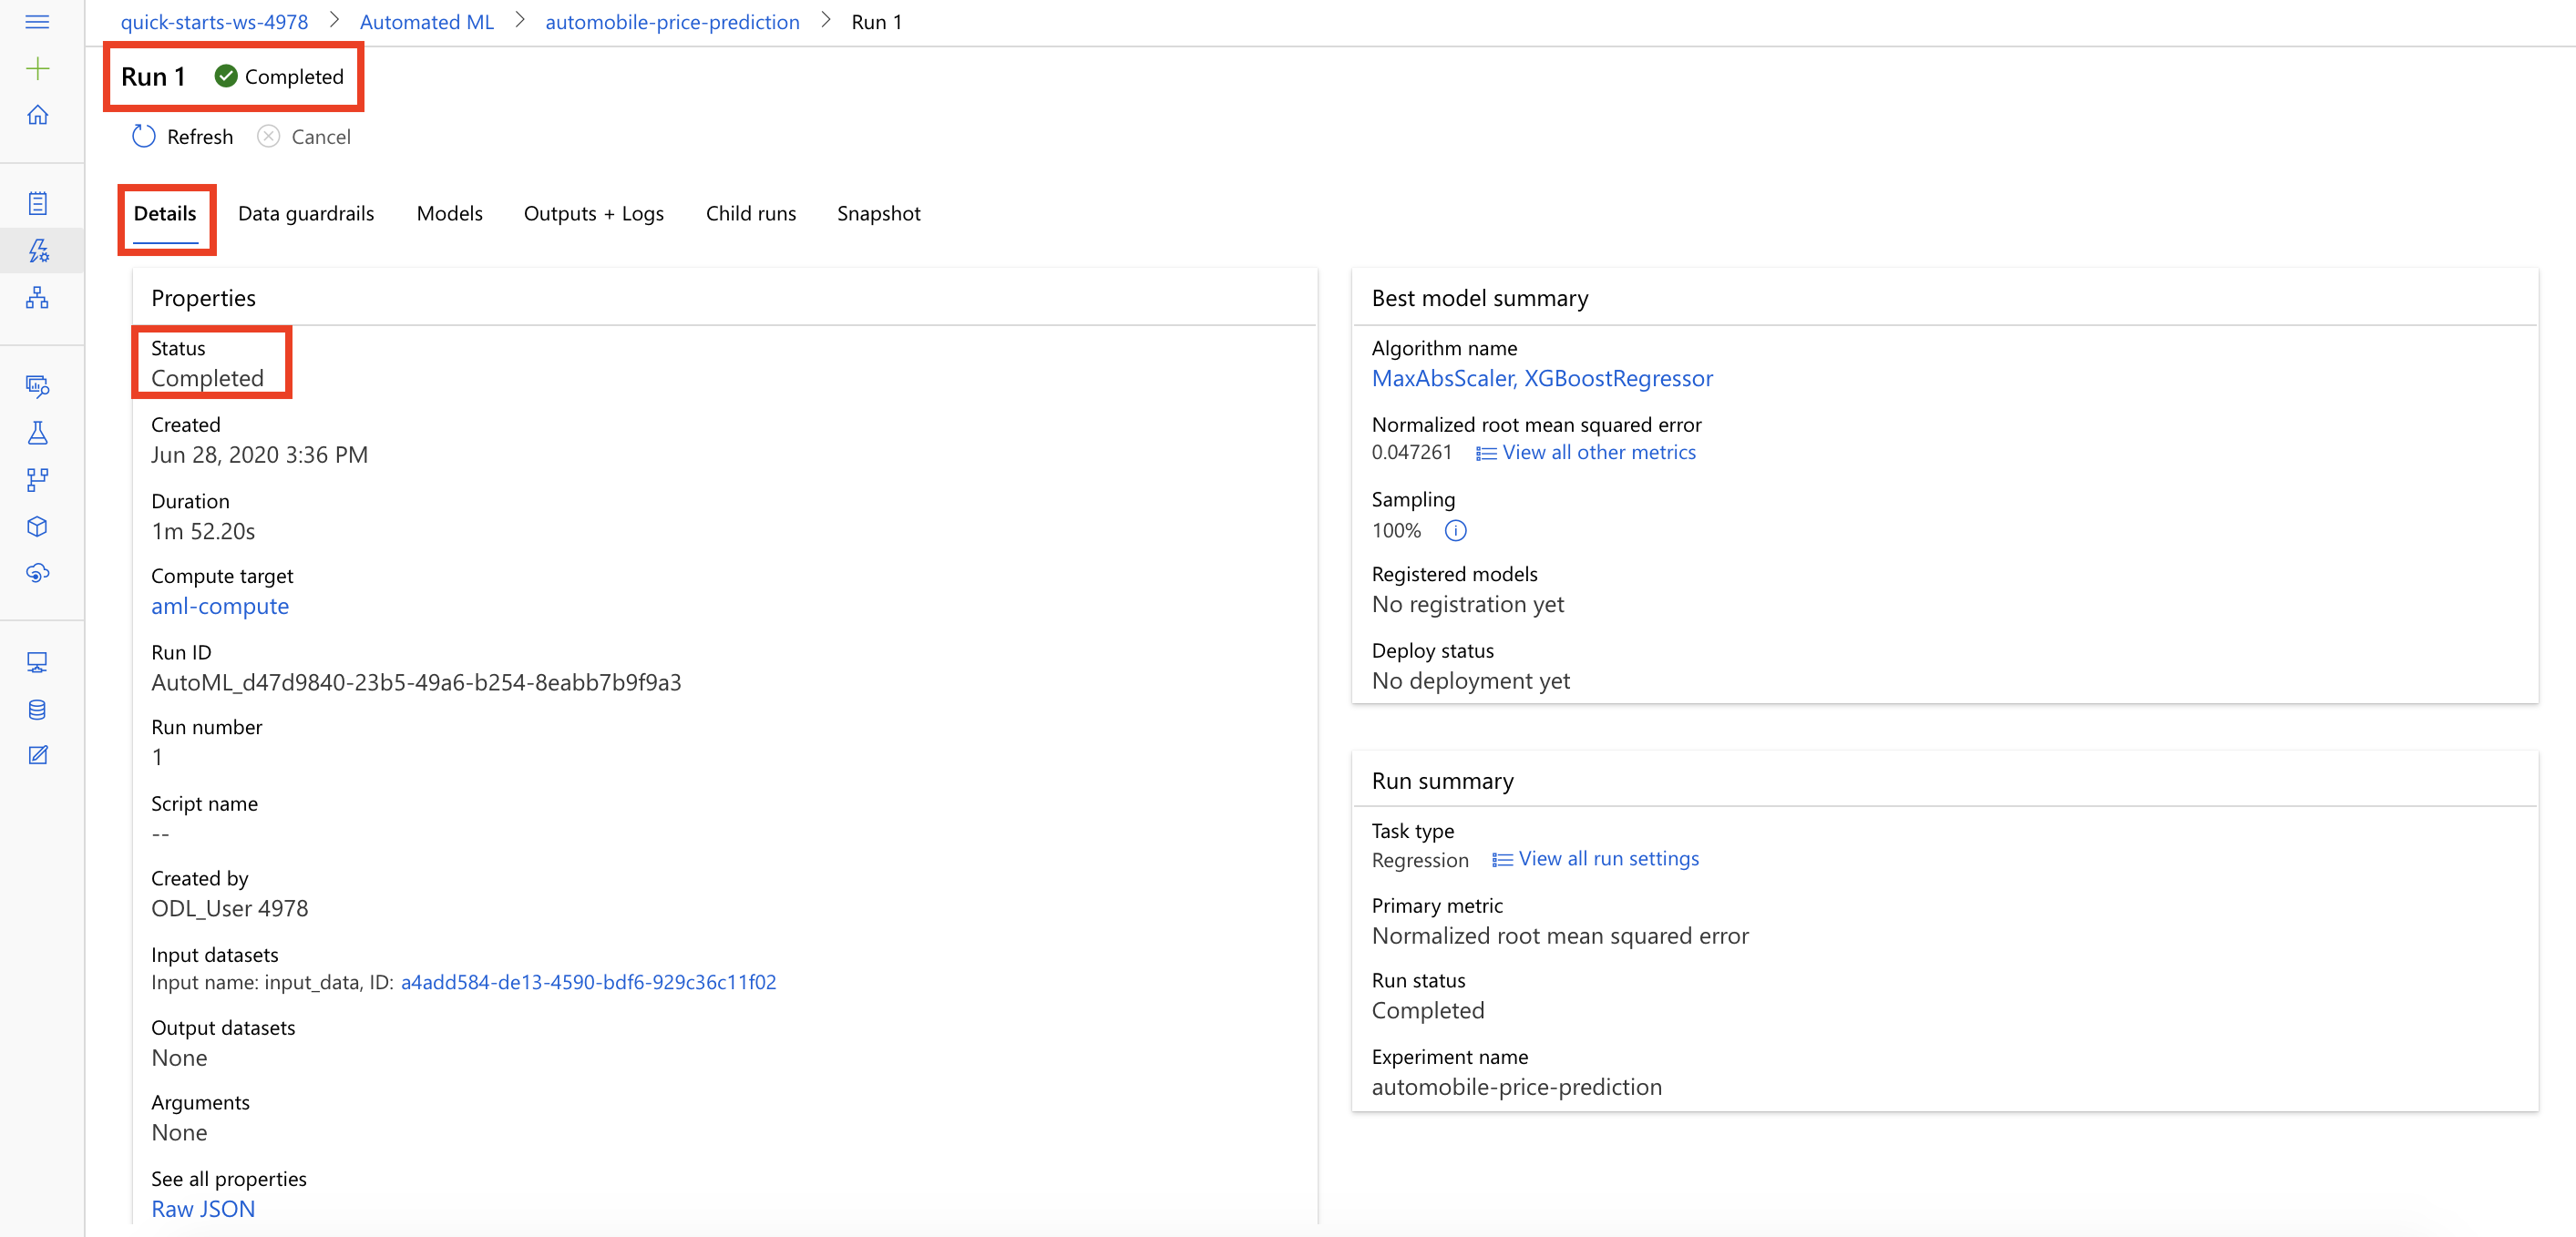 quick-starts-ws-4978 > Automated ML > automobile-price-prediction > Run 1
Run 1 Completed
Refresh Cancel
Details Data guardrails Models Outputs + Logs Child runs Snapshot
Properties
Status
Completed
Created
Jun 28, 2020 3:36 PM
Duration
1m 52.20s
Compute target
aml-compute
Run ID
AutoML_d47d9840-23b5-49a6-b254-8eabb7b9f9a3
Run number
1
Script name
--
Created by
ODL_User 4978
Input datasets
Input name: input_data, ID: a4add584-de13-4590-bdf6-929c36c11f02
Output datasets
None
Arguments
None
See all properties
Raw JSON
Best model summary
Algorithm name
MaxAbsScaler, XGBoostRegressor
Normalized root mean squared error
0.047261 View all other metrics
Sampling
100%
Registered models
No registration yet
Deploy status
No deployment yet
Run summary
Task type
Regression View all run settings
Primary metric
Normalized root mean squared error
Run status
Completed
Experiment name
automobile-price-prediction